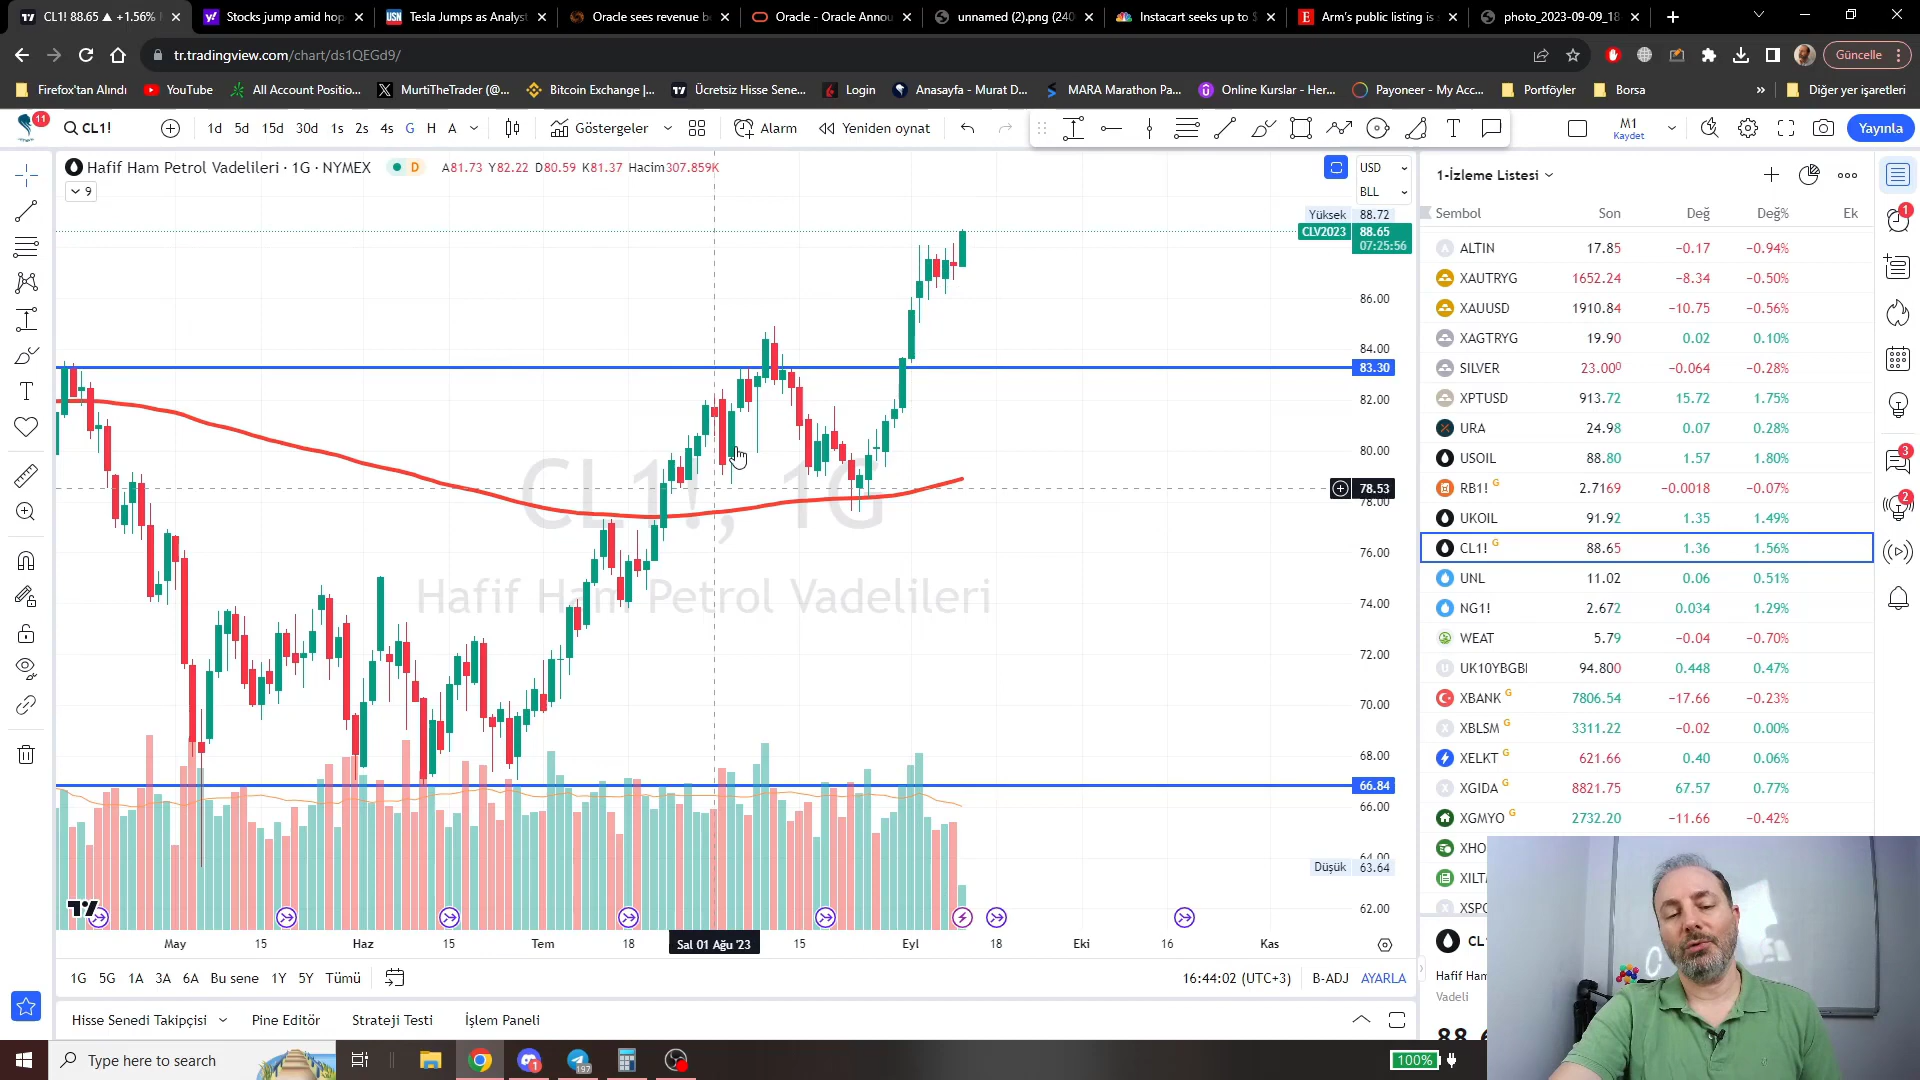 CL1! 88.65 ▲ +1.56%
Stocks jump amid hop
Tesla Jumps as Analyst
Oracle sees revenue b
Oracle - Oracle Annou
unnamed (2).png (240
Instacart seeks up to $
Arm's public listing is
photo_2023-09-09_18
tr.tradingview.com/chart/ds1QEGd9/
Güncelle
Firefox'tan Alındı
YouTube
All Account Positio...
MurtiTheTrader (@...
Bitcoin Exchange |...
Ücretsiz Hisse Sene...
Login
Anasayfa - Murat D...
MARA Marathon Pa...
Online Kurslar - Her...
Payoneer - My Acc...
Portföyler
Borsa
»
Diğer yer işaretleri
11
CL1!
1d 5d 15d 30d 1s 2s 4s G H A
Göstergeler
Alarm
Yeniden oynat
M1
Kaydet
Yayınla
Hafif Ham Petrol Vadelileri · 1G · NYMEX
D
A81.73 Y82.22 D80.59 K81.37 Hacim307.859K
9
USD
BLL
Yüksek 88.72
CLV2023 88.65
07:25:56
86.00
84.00
83.30
82.00
80.00
78.53
78.00
76.00
74.00
72.00
70.00
68.00
66.84
66.00
64.00
Düşük 63.64
62.00
CL1!, 1G
Hafif Ham Petrol Vadelileri
May 15 Haz 15 Tem 18 Sal 01 Ağu '23 15 Eyl 18 Eki 16 Kas
1G 5G 1A 3A 6A Bu sene 1Y 5Y Tümü
16:44:02 (UTC+3) B-ADJ AYARLA
Hisse Senedi Takipçisi
Pine Editör
Strateji Testi
İşlem Paneli
1-İzleme Listesi
Sembol Son Değ Değ% Ek
ALTIN 17.85 −0.17 −0.94%
XAUTRYG 1652.24 −8.34 −0.50%
XAUUSD 1910.84 −10.75 −0.56%
XAGTRYG 19.90 0.02 0.10%
SILVER 23.000 −0.064 −0.28%
XPTUSD 913.72 15.72 1.75%
URA 24.98 0.07 0.28%
USOIL 88.80 1.57 1.80%
RB1! G 2.7169 −0.0018 −0.07%
UKOIL 91.92 1.35 1.49%
CL1! G 88.65 1.36 1.56%
UNL 11.02 0.06 0.51%
NG1! 2.672 0.034 1.29%
WEAT 5.79 −0.04 −0.70%
UK10YBGBI 94.800 0.448 0.47%
XBANK G 7806.54 −17.66 −0.23%
XBLSM G 3311.22 −0.02 0.00%
XELKT G 621.66 0.40 0.06%
XGIDA G 8821.75 67.57 0.77%
XGMYO G 2732.20 −11.66 −0.42%
XHO
XILT
XSPO
CL
Hafif Ham
Vadeli
88.6
1
3
2
Type here to search
1
197
100%